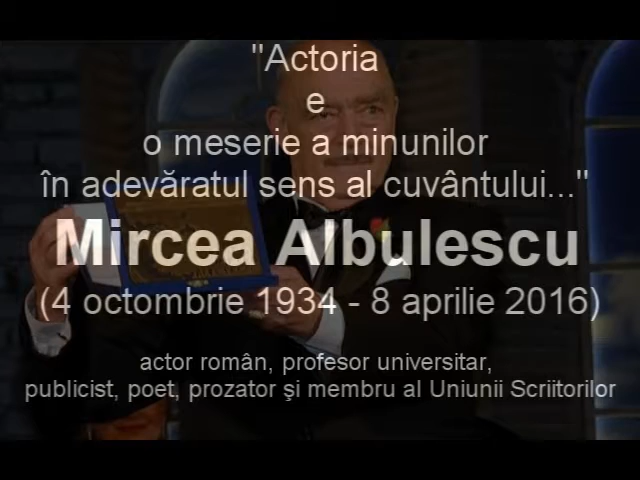 "Actoria
e
o meserie a minunilor
în adevăratul sens al cuvântului..."
Mircea Albulescu
(4 octombrie 1934 - 8 aprilie 2016)
actor român, profesor universitar,
publicist, poet, prozator şi membru al Uniunii Scriitorilor